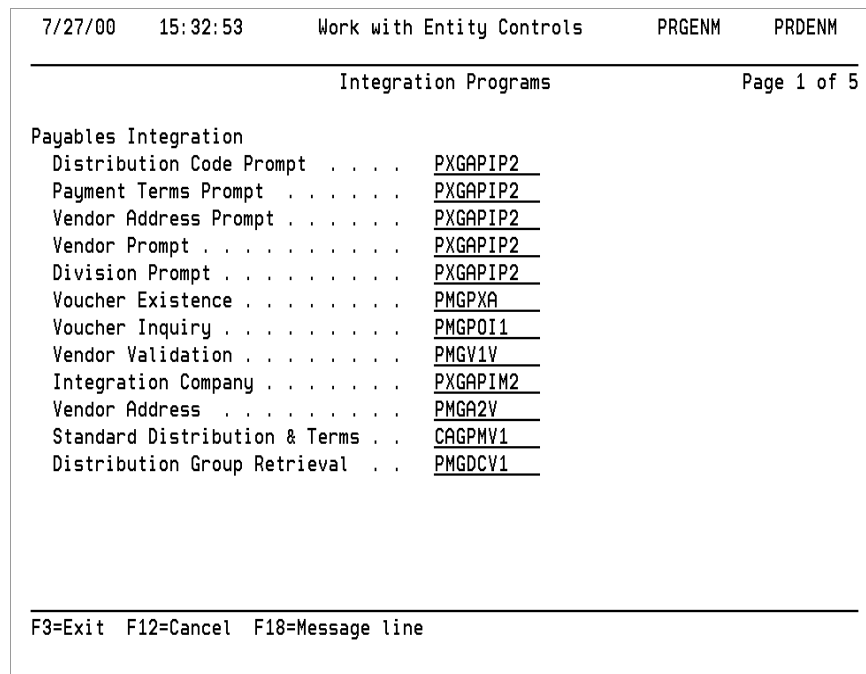 7/27/00 15:32:53 Work with Entity Controls PRGENM PRDENM
Integration Programs Page 1 of 5
Payables Integration
Distribution Code Prompt . . . . PXGAPIP2
Payment Terms Prompt . . . . . . PXGAPIP2
Vendor Address Prompt . . . . . . PXGAPIP2
Vendor Prompt . . . . . . . . . . PXGAPIP2
Division Prompt . . . . . . . . . PXGAPIP2
Voucher Existence . . . . . . . . PMGPXA
Voucher Inquiry . . . . . . . . . PMGPOI1
Vendor Validation . . . . . . . . PMGV1V
Integration Company . . . . . . . PXGAPIM2
Vendor Address . . . . . . . . . PMGA2V
Standard Distribution & Terms . . CAGPMV1
Distribution Group Retrieval . . PMGDCV1
F3=Exit F12=Cancel F18=Message line